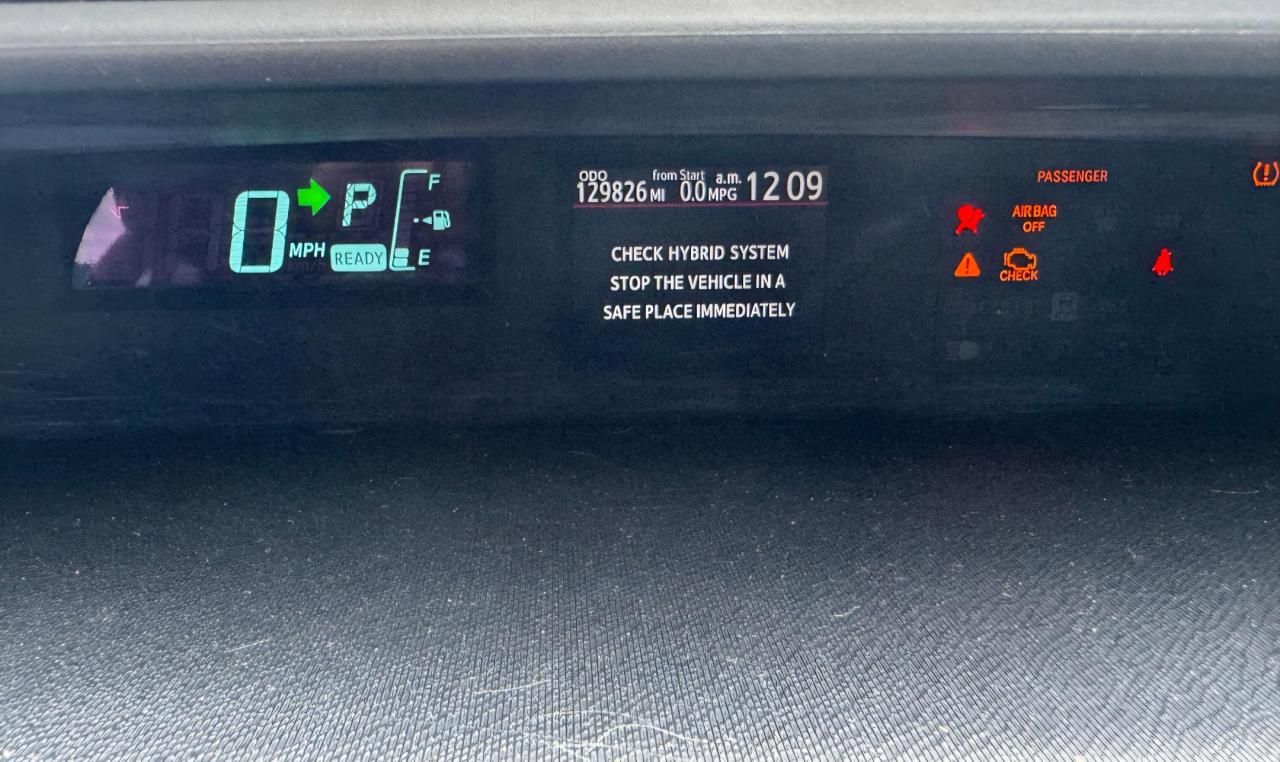 0 MPH
P
READY
F
E
ODO 129826 MI
from Start 0.0 MPG
a.m. 12 09
CHECK HYBRID SYSTEM
STOP THE VEHICLE IN A
SAFE PLACE IMMEDIATELY
PASSENGER
AIR BAG
OFF
CHECK